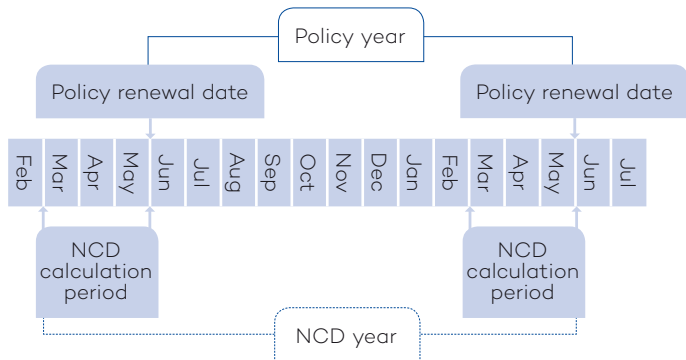 Policy year
Policy renewal date
Policy renewal date
Feb
Mar
Apr
May
Jun
Jul
Aug
Sep
Oct
Nov
Dec
Jan
Feb
Mar
Apr
May
Jun
Jul
NCD
calculation
period
NCD
calculation
period
NCD year